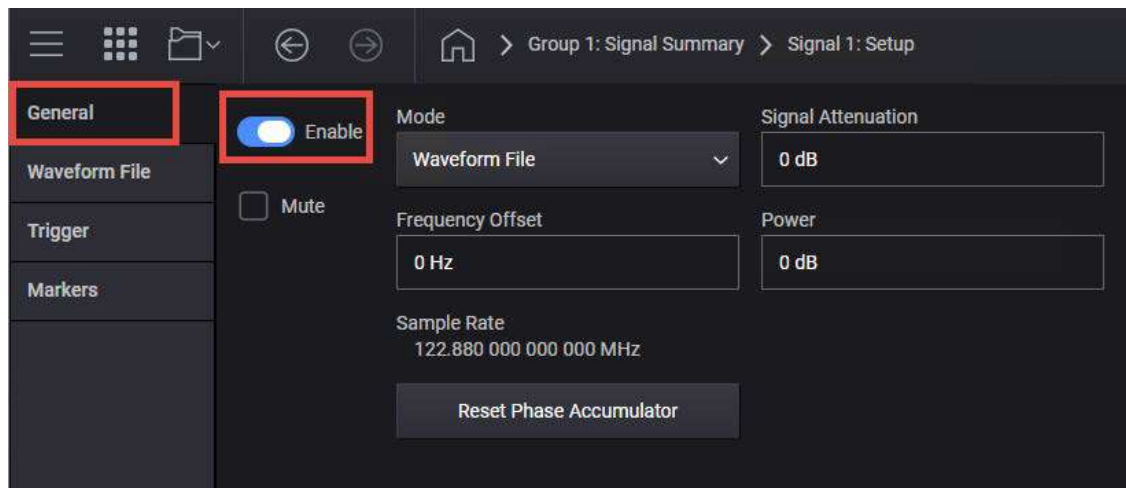 Group 1: Signal Summary
Signal 1: Setup
General
Waveform File
Trigger
Markers
Enable
Mute
Mode
Waveform File
Signal Attenuation
0 dB
Frequency Offset
0 Hz
Power
0 dB
Sample Rate
122.880 000 000 000 MHz
Reset Phase Accumulator